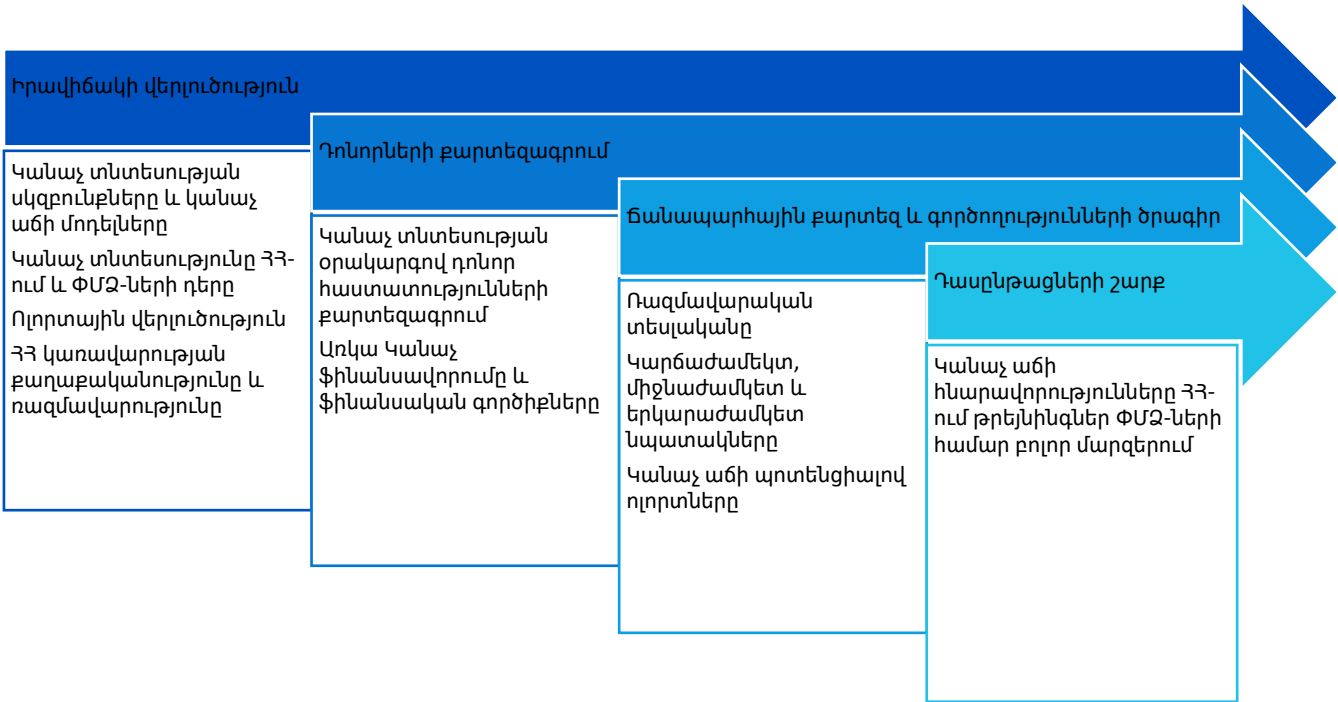 Իրավիճակի վերլուծություն
Կանաչ տնտեսության
սկզբունքները և կանաչ
աճի մոդելները
Կանաչ տնտեսությունը ՀՀ-
ում և ՓՄՁ-ների դերը
Ոլորտային վերլուծություն
ՀՀ կառավարության
քաղաքականությունը և
ռազմավարությունը
Դոնորների քարտեզագրում
Կանաչ տնտեսության
օրակարգով դոնոր
հաստատությունների
քարտեզագրում
Առկա Կանաչ
ֆինանսավորումը և
ֆինանսական գործիքները
Ճանապարհային քարտեզ և գործողությունների ծրագիր
Ռազմավարական
տեսլականը
Կարճաժամեկտ,
միջնաժամկետ և
երկարաժամկետ
նպատակները
Կանաչ աճի պոտենցիալով
ոլորտները
Դասընթացների շարք
Կանաչ աճի
հնարավորությունները ՀՀ-
ում թրեյնինգներ ՓՄՁ-ների
համար բոլոր մարզերում